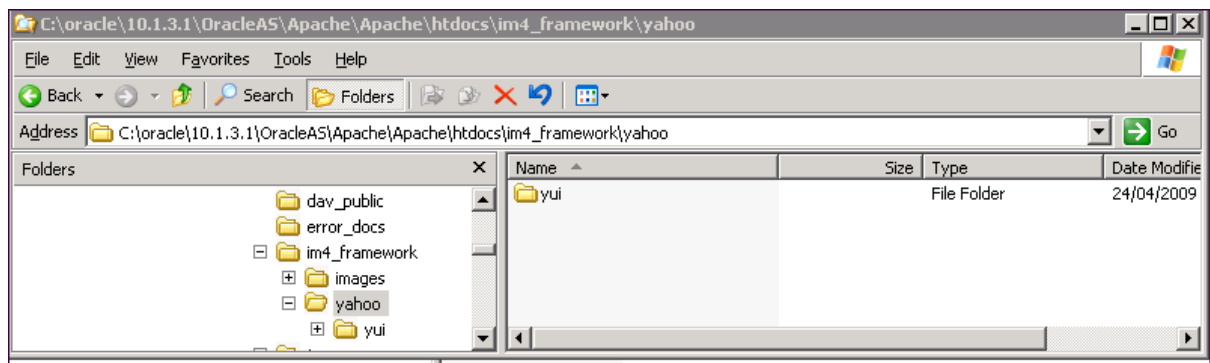 C:\oracle\10.1.3.1\OracleAS\Apache\Apache\htdocs\im4_framework\yahoo
File Edit View Favorites Tools Help
Back Search Folders
Address C:\oracle\10.1.3.1\OracleAS\Apache\Apache\htdocs\im4_framework\yahoo Go
Folders Name Size Type Date Modifie
dav_public yui File Folder 24/04/2009
error_docs
im4_framework
images
yahoo
yui